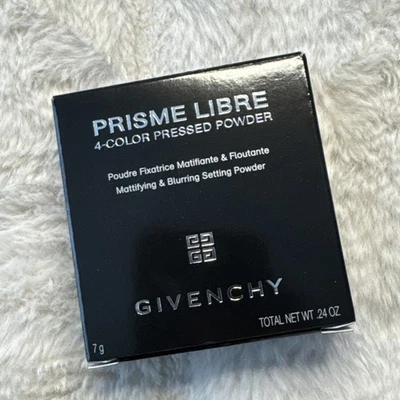 PRISME LIBRE
4-COLOR PRESSED POWDER
Poudre Fixatrice Matifiante & Floutante
Mattifying & Blurring Setting Powder
GIVENCHY
7 g
TOTAL NET WT .24 OZ